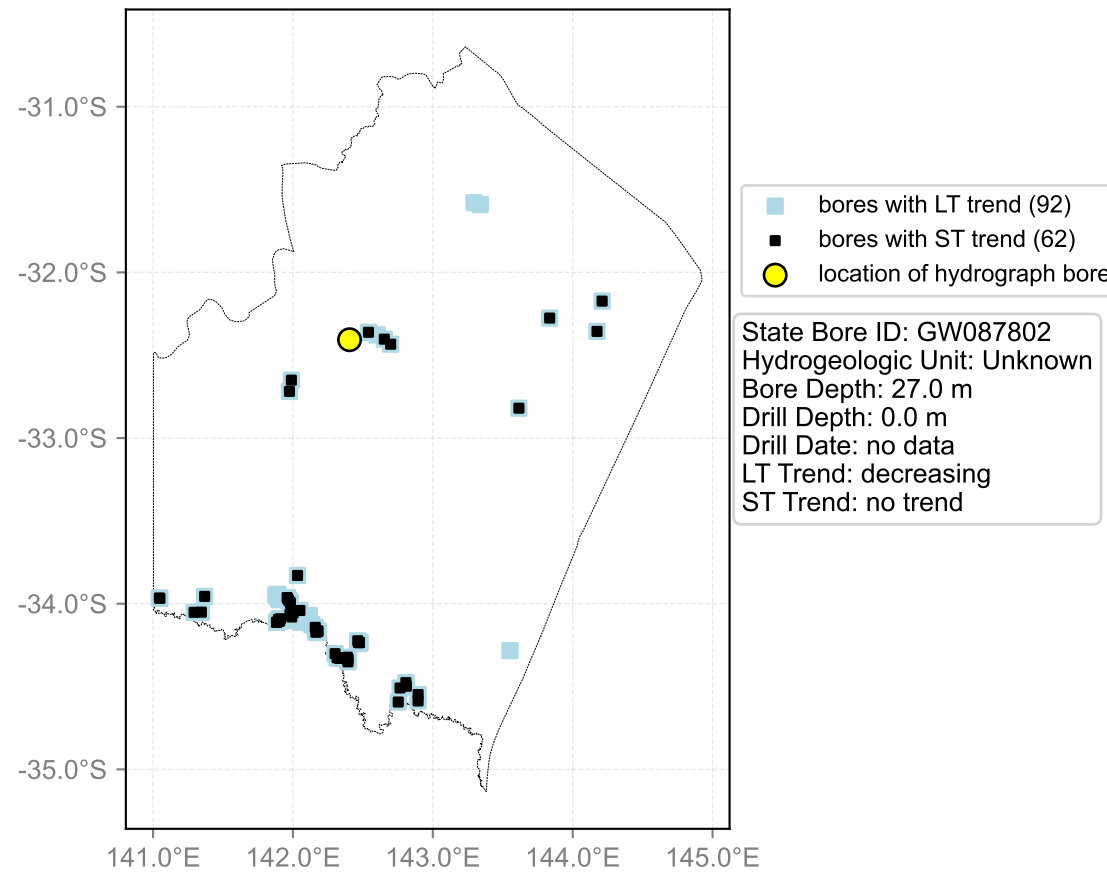 -31.0°S
-32.0°S
-33.0°S
-34.0°S
-35.0°S
141.0°E 142.0°E 143.0°E 144.0°E 145.0°E
bores with LT trend (92)
bores with ST trend (62)
location of hydrograph bore
State Bore ID: GW087802
Hydrogeologic Unit: Unknown
Bore Depth: 27.0 m
Drill Depth: 0.0 m
Drill Date: no data
LT Trend: decreasing
ST Trend: no trend